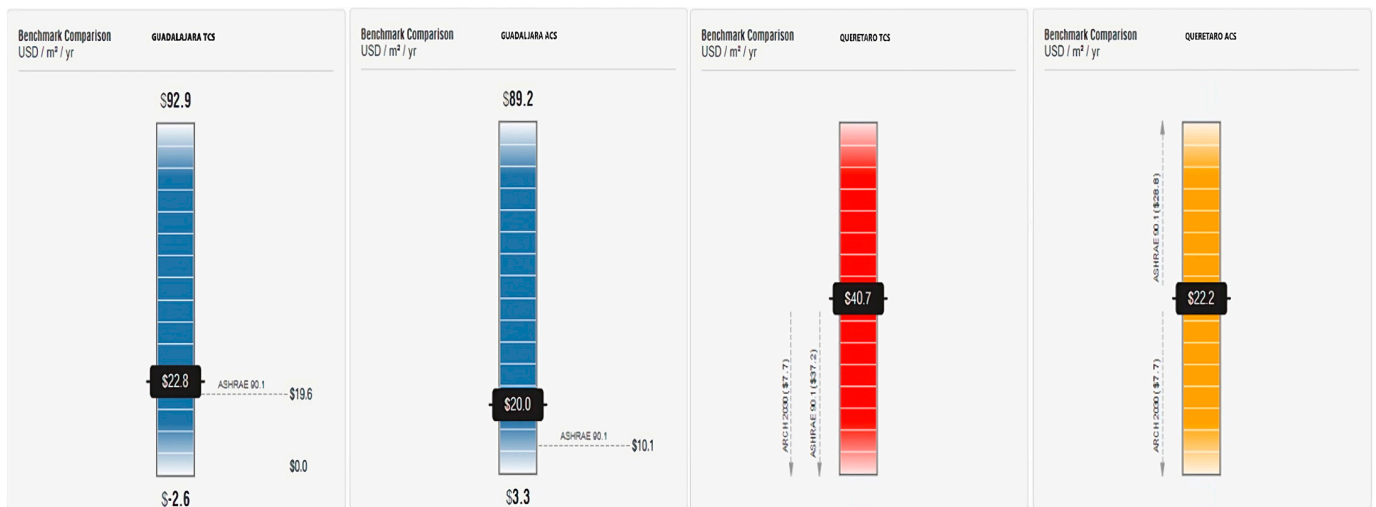 Benchmark Comparison
USD / m² / yr
GUADALAJARA TCS
$92.9
$22.8
ASHRAE 90.1
$19.6
$0.0
$-2.6
Benchmark Comparison
USD / m² / yr
GUADALJARA ACS
$89.2
$20.0
ASHRAE 90.1
$10.1
$3.3
Benchmark Comparison
USD / m² / yr
QUERETARO TCS
$40.7
ARCH 2030 ($7.7)
ASHRAE 90.1 ($37.2)
Benchmark Comparison
USD / m² / yr
QUERETARO ACS
ASHRAE 90.1 ($28.8)
$22.2
ARCH 2030 ($7.7)